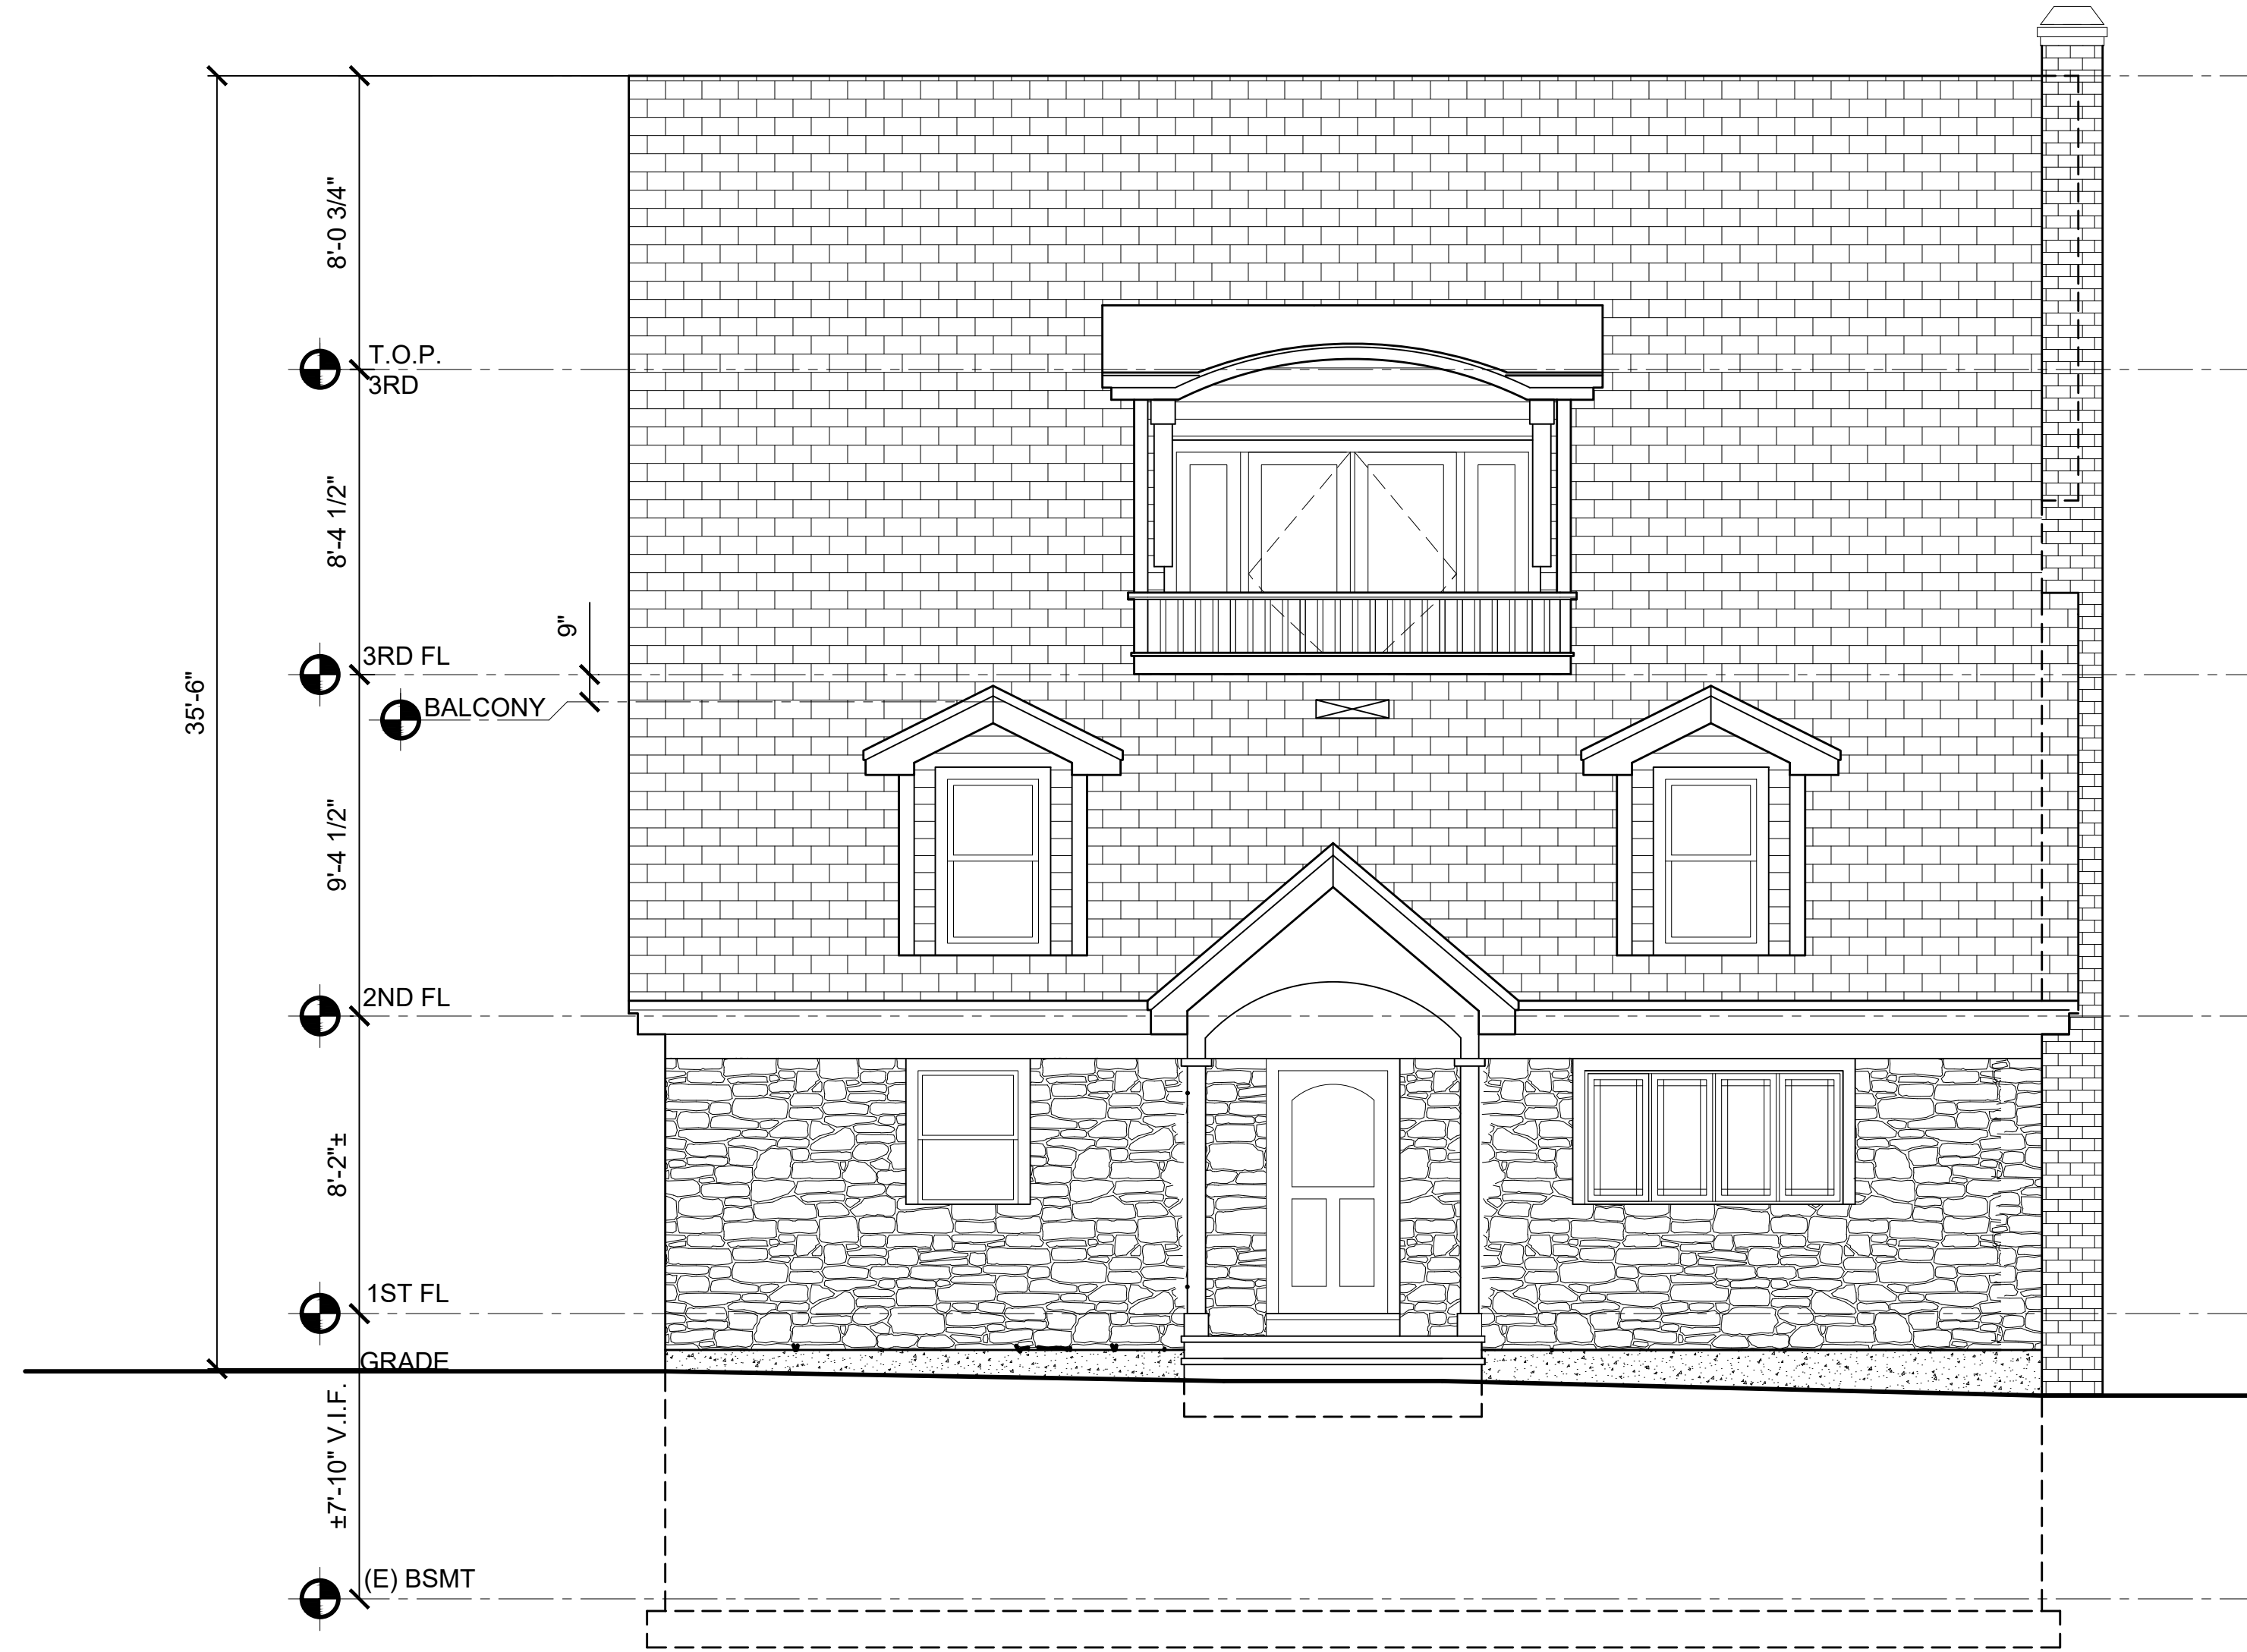 8'-0 3/4"
T.O.P.
3RD
8'-4 1/2"
35'-6"
9"
3RD FL
BALCONY
9'-4 1/2"
2ND FL
8'-2"±
1ST FL
GRADE
±7'-10" V.I.F.
(E) BSMT